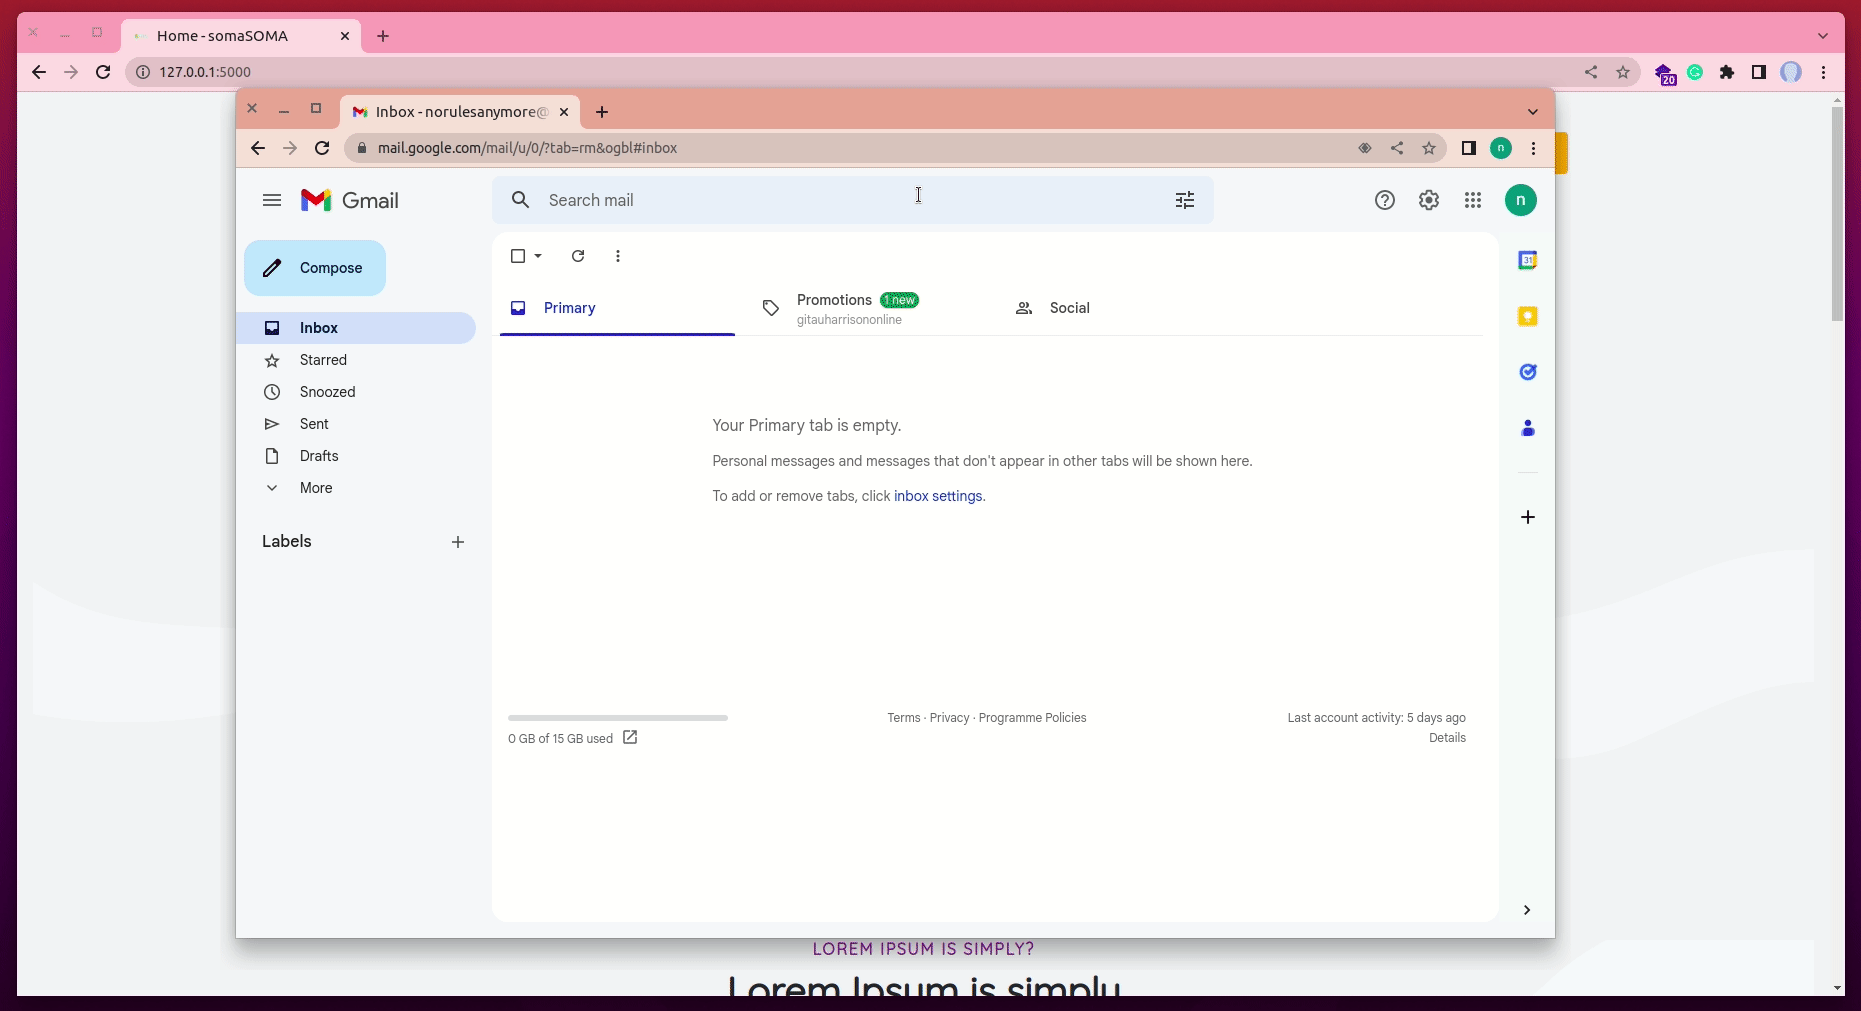 Home - somaSOMA
127.0.0.1:5000
20
Inbox - norulesanymore@
mail.google.com/mail/u/0/?tab=rm&ogbl#inbox
n
Gmail
Search mail
n
Compose
Inbox
Starred
Snoozed
Sent
Drafts
More
Labels
Primary
Promotions 1 new
gitauharrisononline
Social
31
Your Primary tab is empty.
Personal messages and messages that don't appear in other tabs will be shown here.
To add or remove tabs, click inbox settings.
0 GB of 15 GB used
Terms · Privacy · Programme Policies
Last account activity: 5 days ago
Details
LOREM IPSUM IS SIMPLY?
Lorem Ipsum is simply